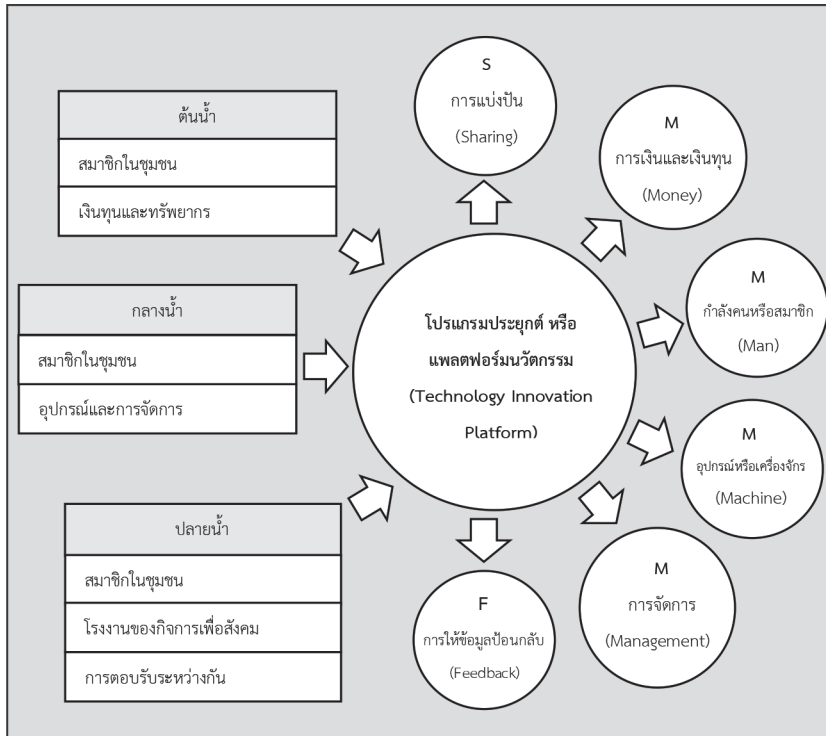 ต้นน้ำ
สมาชิกในชุมชน
เงินทุนและทรัพยากร
กลางน้ำ
สมาชิกในชุมชน
อุปกรณ์และการจัดการ
ปลายน้ำ
สมาชิกในชุมชน
โรงงานของกิจการเพื่อสังคม
การตอบรับระหว่างกัน
โปรแกรมประยุกต์ หรือ
แพลตฟอร์มนวัตกรรม
(Technology Innovation
Platform)
S
การแบ่งปัน
(Sharing)
M
การเงินและเงินทุน
(Money)
M
กำลังคนหรือสมาชิก
(Man)
M
อุปกรณ์หรือเครื่องจักร
(Machine)
M
การจัดการ
(Management)
F
การให้ข้อมูลป้อนกลับ
(Feedback)